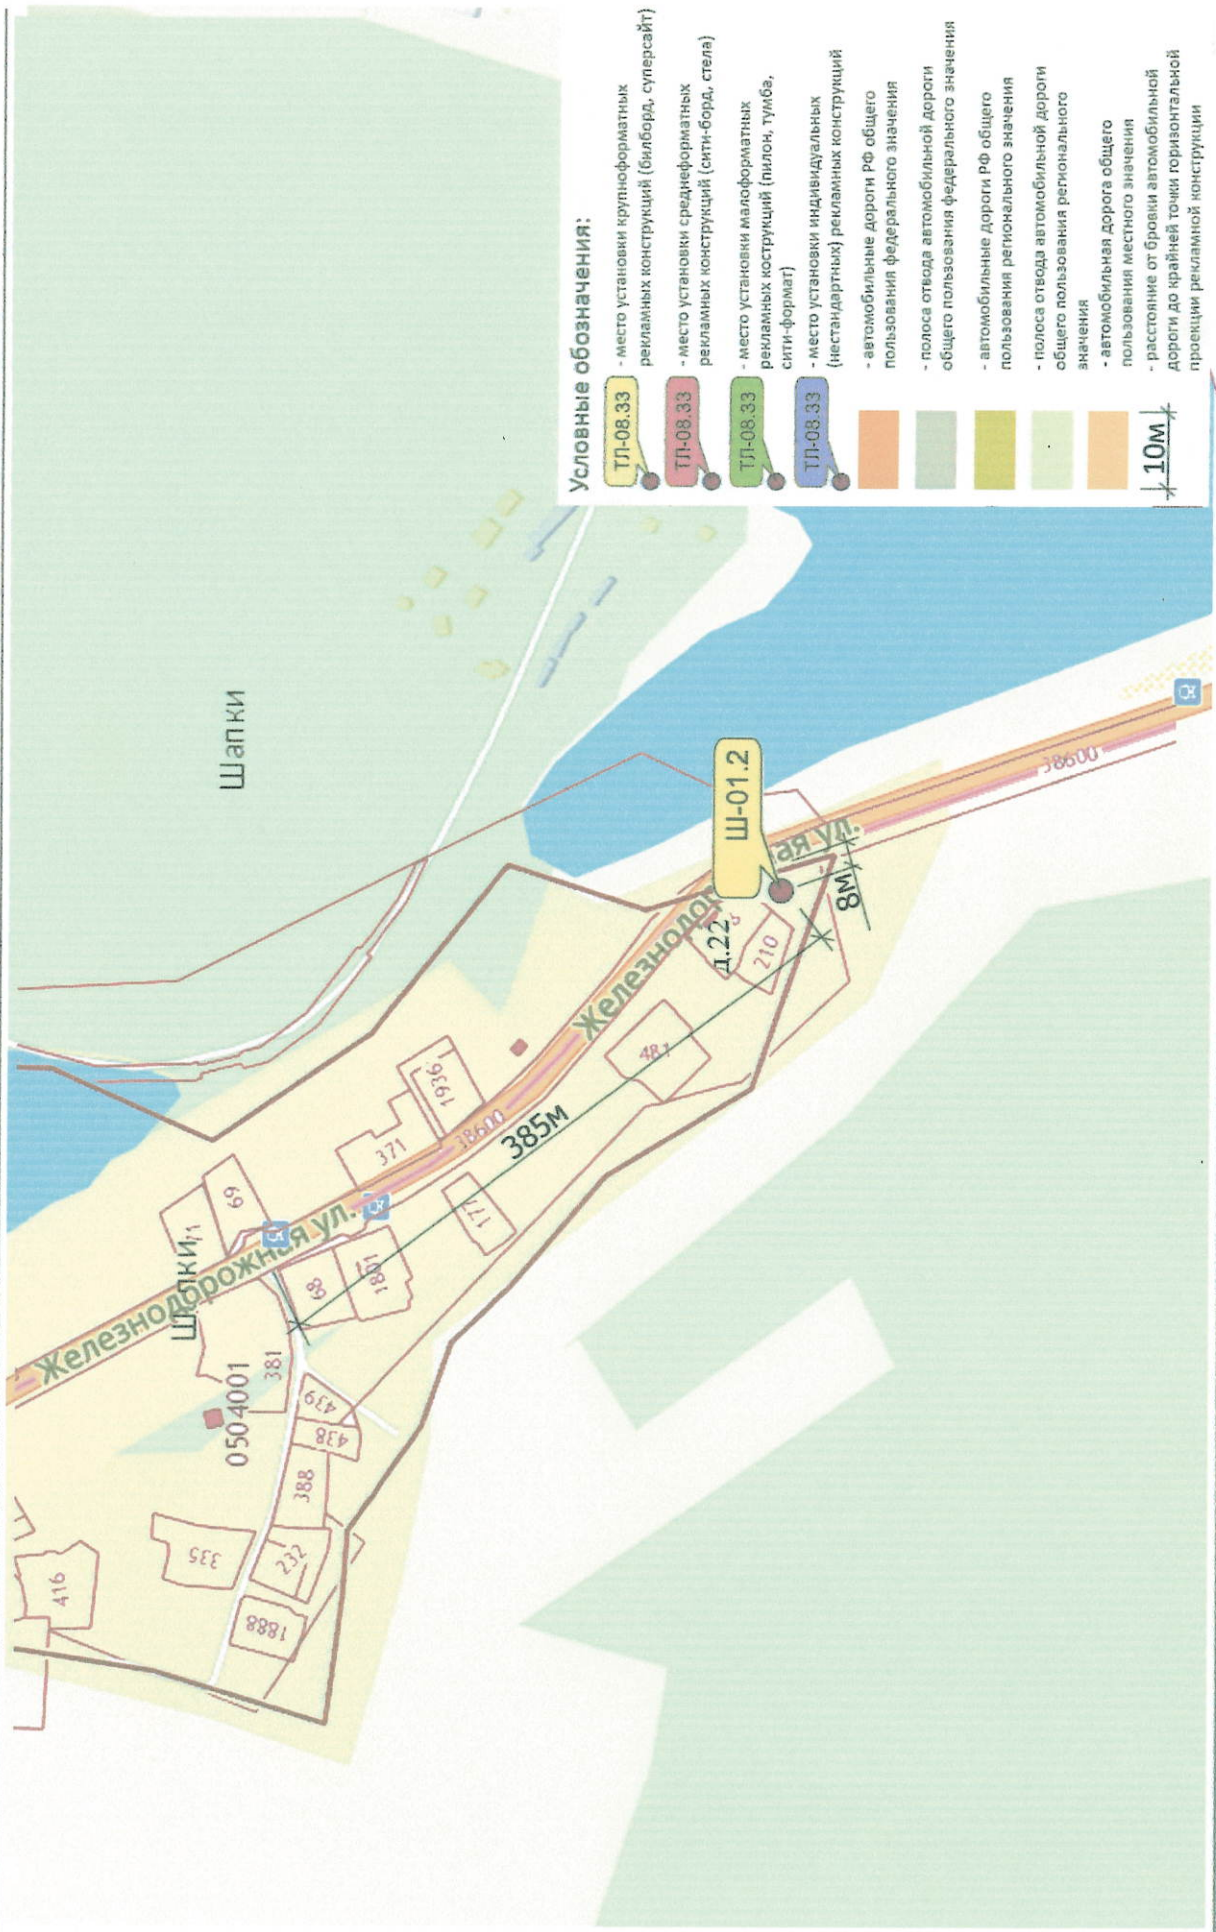 Шапки
Железнодорожная ул.
0504001
416
335
1888
232
388
438
439
381
71
69
68
1801
371
1936
38600
177
385м
481
д.22
210
Ш-01.2
8м
ая ул.
38600
Условные обозначения:
ТЛ-08.33
- место установки крупноформатных
рекламных конструкций (билборд, суперсайт)
ТЛ-08.33
- место установки среднеформатных
рекламных конструкций (сити-борд, стела)
ТЛ-08.33
- место установки малоформатных
рекламных кострукций (пилон, тумба,
сити-формат)
ТЛ-08.33
- место установки индивидуальных
(нестандартных) рекламных конструкций
- автомобильные дороги РФ общего
пользования федерального значения
- полоса отвода автомобильной дороги
общего пользования федерального значения
- автомобильные дороги РФ общего
пользования регионального значения
- полоса отвода автомобильной дороги
общего пользования регионального
значения
- автомобильная дорога общего
пользования местного значения
10м
- расстояние от бровки автомобильной
дороги до крайней точки горизонтальной
проекции рекламной конструкции